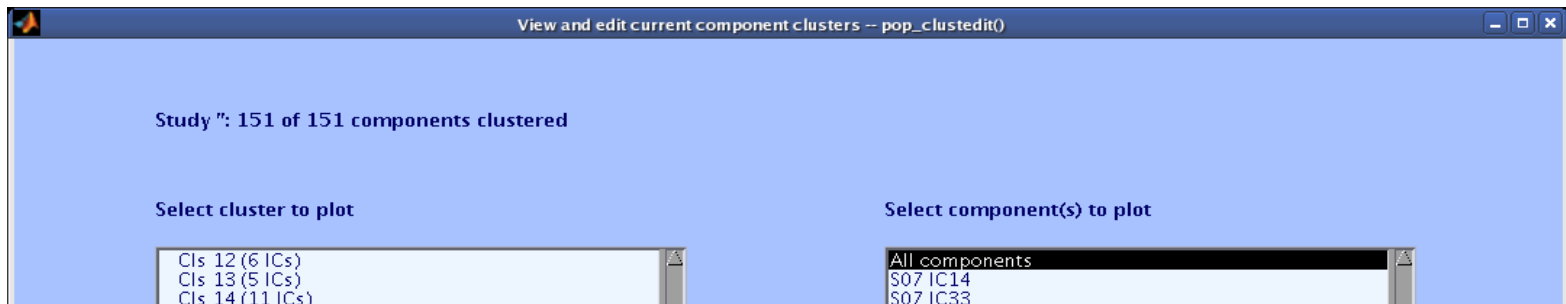 View and edit current component clusters -- pop_clustedit()
Study '': 151 of 151 components clustered
Select cluster to plot
Select component(s) to plot
Cls 12 (6 ICs)
Cls 13 (5 ICs)
Cls 14 (11 ICs)
All components
S07 IC14
S07 IC33